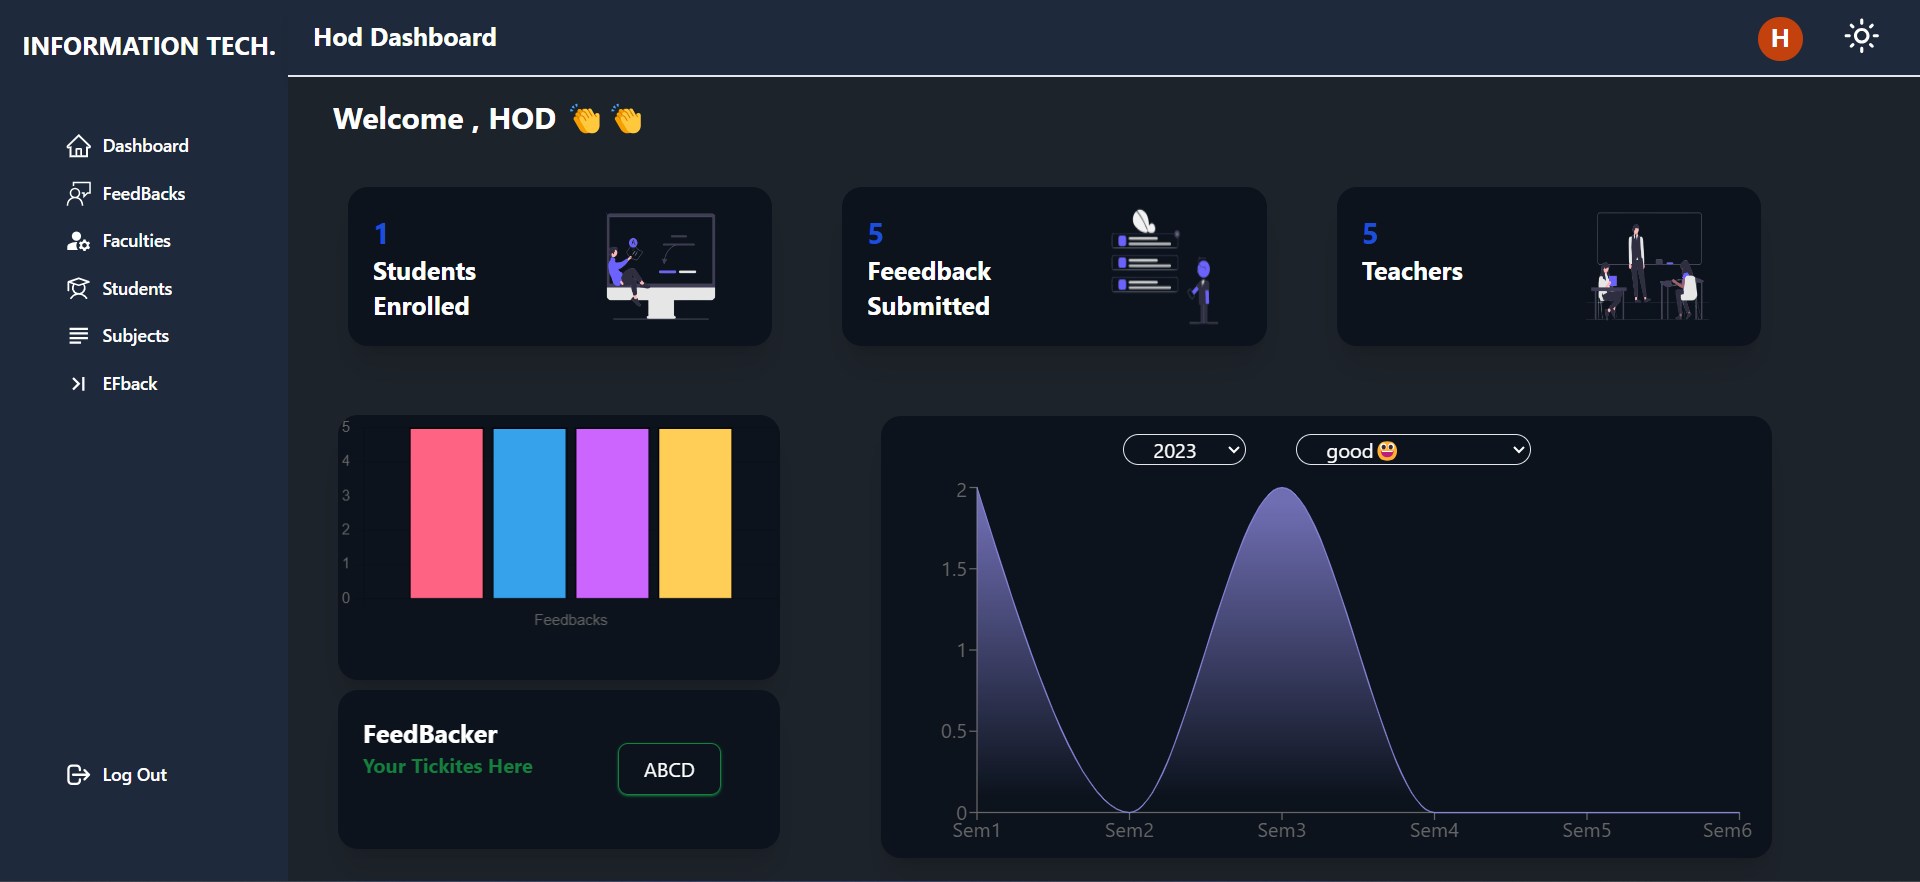 INFORMATION TECH.
Hod Dashboard
H
Dashboard
FeedBacks
Faculties
Students
Subjects
EFback
Log Out
Welcome , HOD 👏 👏
1
Students
Enrolled
5
Feeedback
Submitted
5
Teachers
5
4
3
2
1
0
Feedbacks
FeedBacker
Your Tickites Here
ABCD
2023
good😀
2
1.5
1
0.5
0
Sem1 Sem2 Sem3 Sem4 Sem5 Sem6